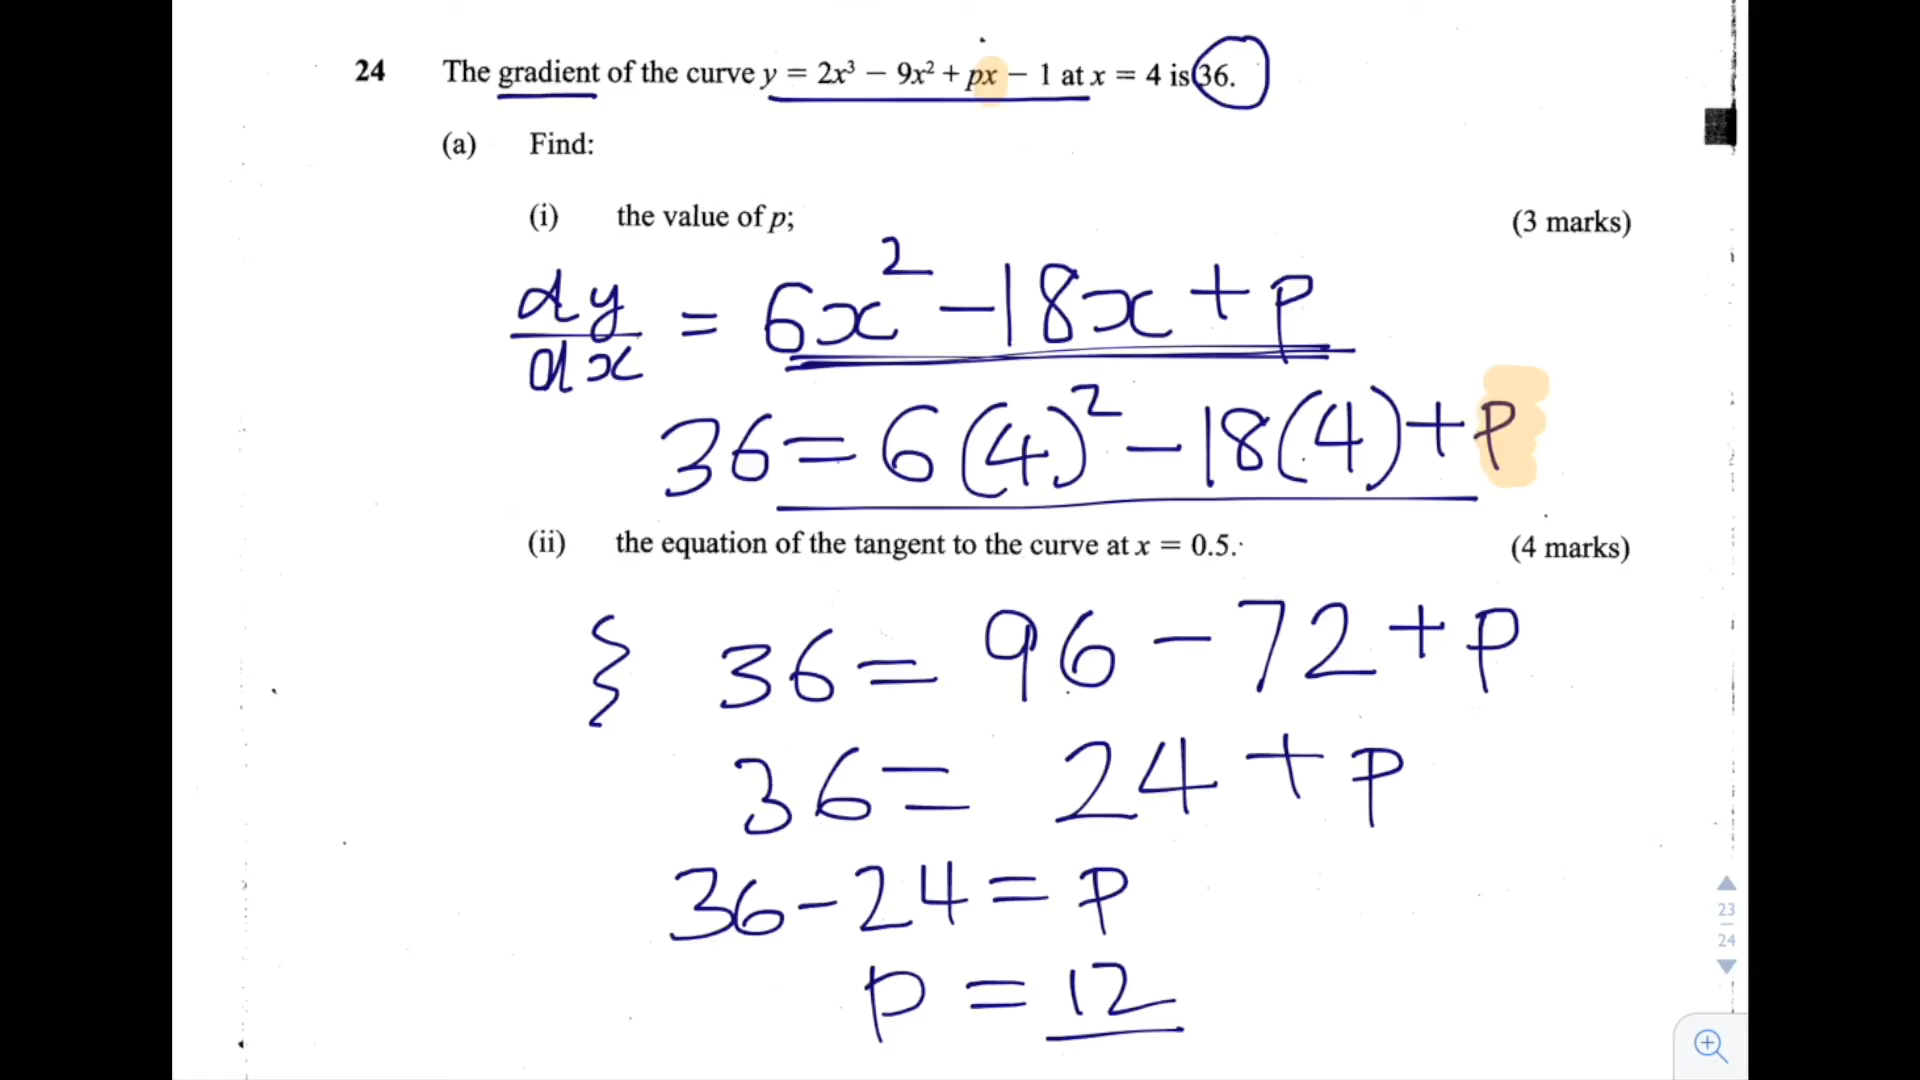 24 The gradient of the curve y = 2x³ − 9x² + px − 1 at x = 4 is 36.
(a) Find:
(i) the value of p; (3 marks)
dy/dx = 6x² − 18x + p
36 = 6(4)² − 18(4) + p
(ii) the equation of the tangent to the curve at x = 0.5. (4 marks)
36 = 96 − 72 + p
36 = 24 + p
36 − 24 = p
p = 12
23
24